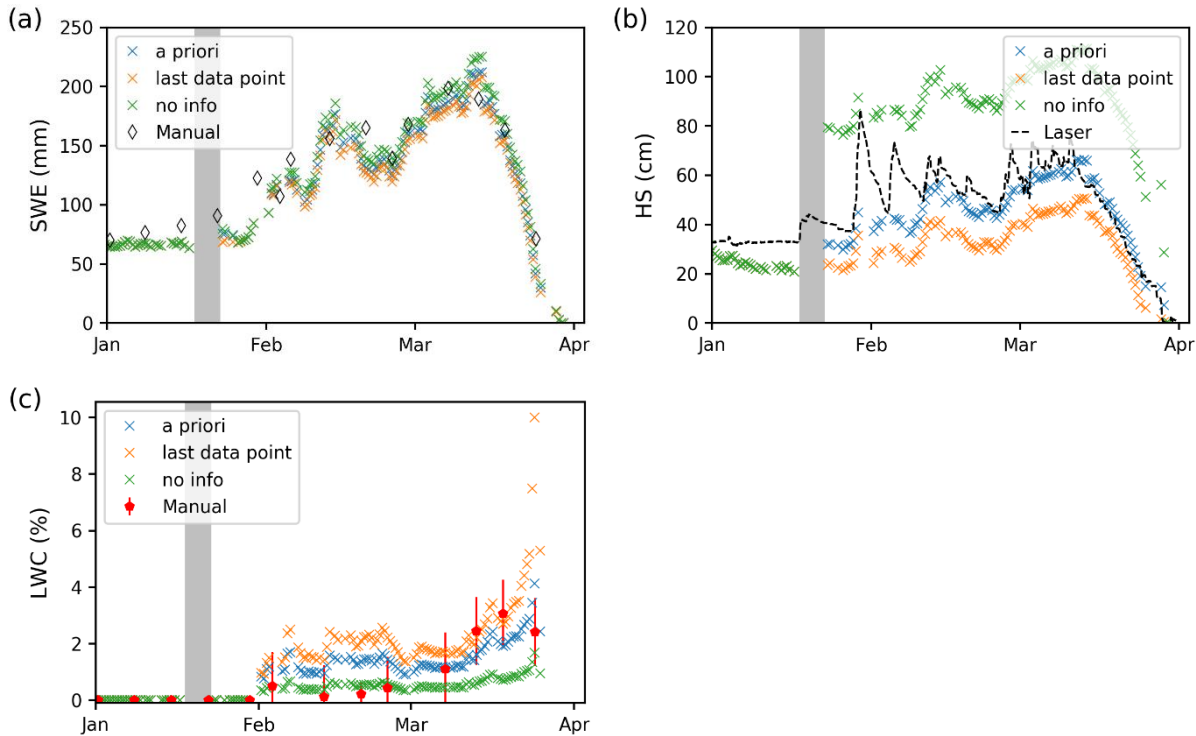 (a)
SWE (mm)
250
200
150
100
50
0
a priori
last data point
no info
Manual
Jan
Feb
Mar
Apr
(b)
HS (cm)
120
100
80
60
40
20
0
a priori
last data point
no info
Laser
Jan
Feb
Mar
Apr
(c)
LWC (%)
10
8
6
4
2
0
a priori
last data point
no info
Manual
Jan
Feb
Mar
Apr